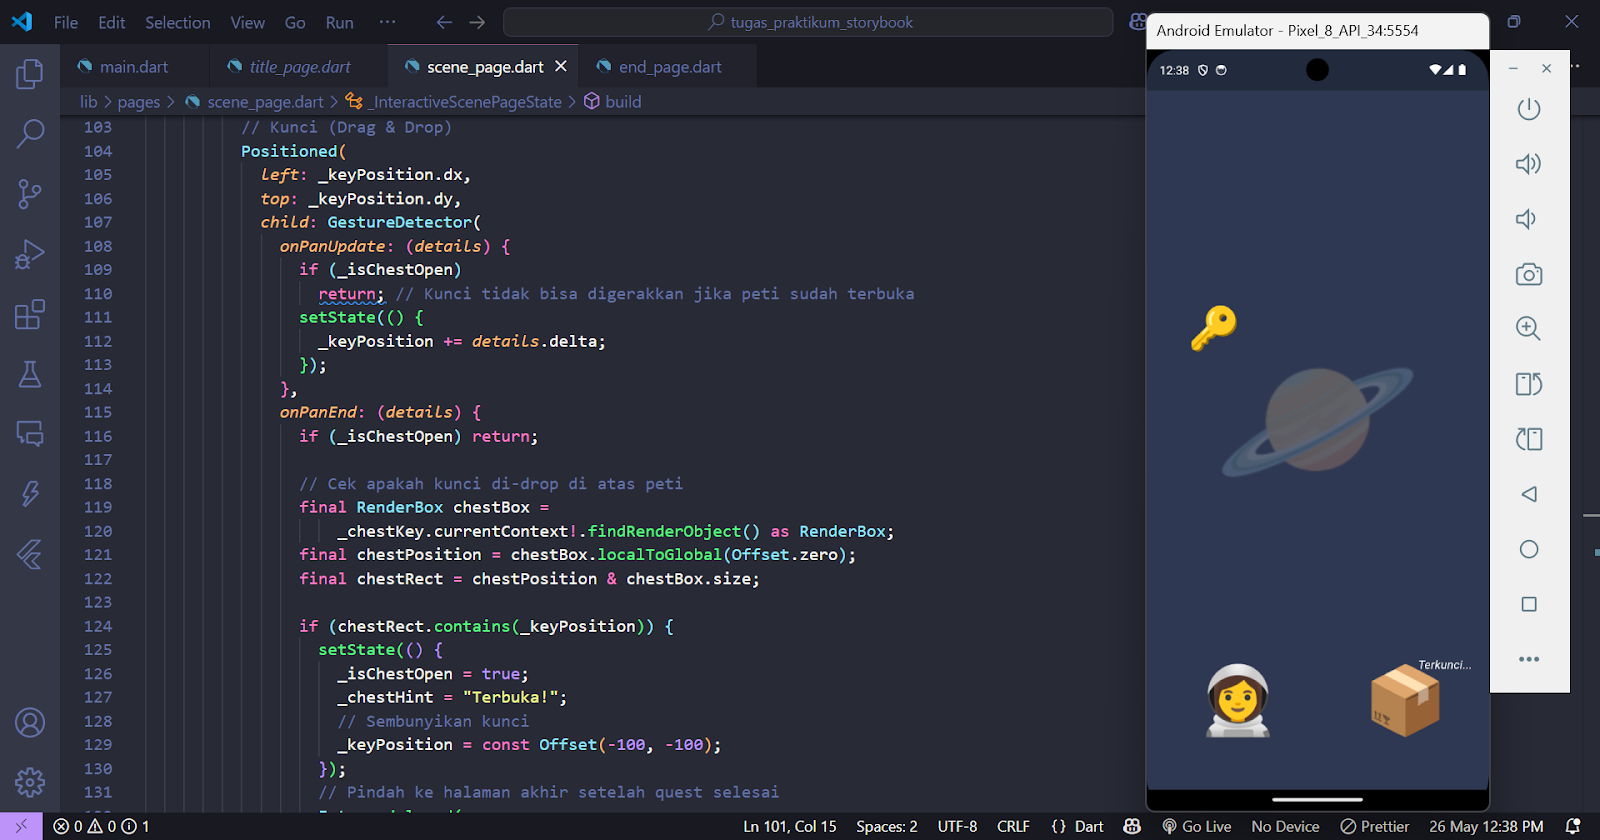 File Edit Selection View Go Run ··· tugas_praktikum_storybook
main.dart title_page.dart scene_page.dart end_page.dart
lib > pages > scene_page.dart > _InteractiveScenePageState > build
103 // Kunci (Drag & Drop)
104 Positioned(
105 left: _keyPosition.dx,
106 top: _keyPosition.dy,
107 child: GestureDetector(
108 onPanUpdate: (details) {
109 if (_isChestOpen)
110 return; // Kunci tidak bisa digerakkan jika peti sudah terbuka
111 setState(() {
112 _keyPosition += details.delta;
113 });
114 },
115 onPanEnd: (details) {
116 if (_isChestOpen) return;
117
118 // Cek apakah kunci di-drop di atas peti
119 final RenderBox chestBox =
120 _chestKey.currentContext!.findRenderObject() as RenderBox;
121 final chestPosition = chestBox.localToGlobal(Offset.zero);
122 final chestRect = chestPosition & chestBox.size;
123
124 if (chestRect.contains(_keyPosition)) {
125 setState(() {
126 _isChestOpen = true;
127 _chestHint = "Terbuka!";
128 // Sembunyikan kunci
129 _keyPosition = const Offset(-100, -100);
130 });
131 // Pindah ke halaman akhir setelah quest selesai
Android Emulator - Pixel_8_API_34:5554
12:38
Terkunci...
0 0 1 Ln 101, Col 15 Spaces: 2 UTF-8 CRLF {} Dart Go Live No Device Prettier 26 May 12:38 PM